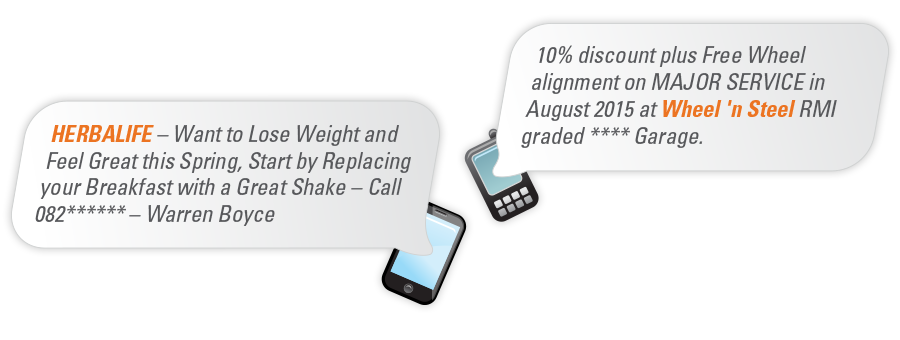 HERBALIFE – Want to Lose Weight and
Feel Great this Spring, Start by Replacing
your Breakfast with a Great Shake – Call
082****** – Warren Boyce
10% discount plus Free Wheel
alignment on MAJOR SERVICE in
August 2015 at Wheel 'n Steel RMI
graded **** Garage.